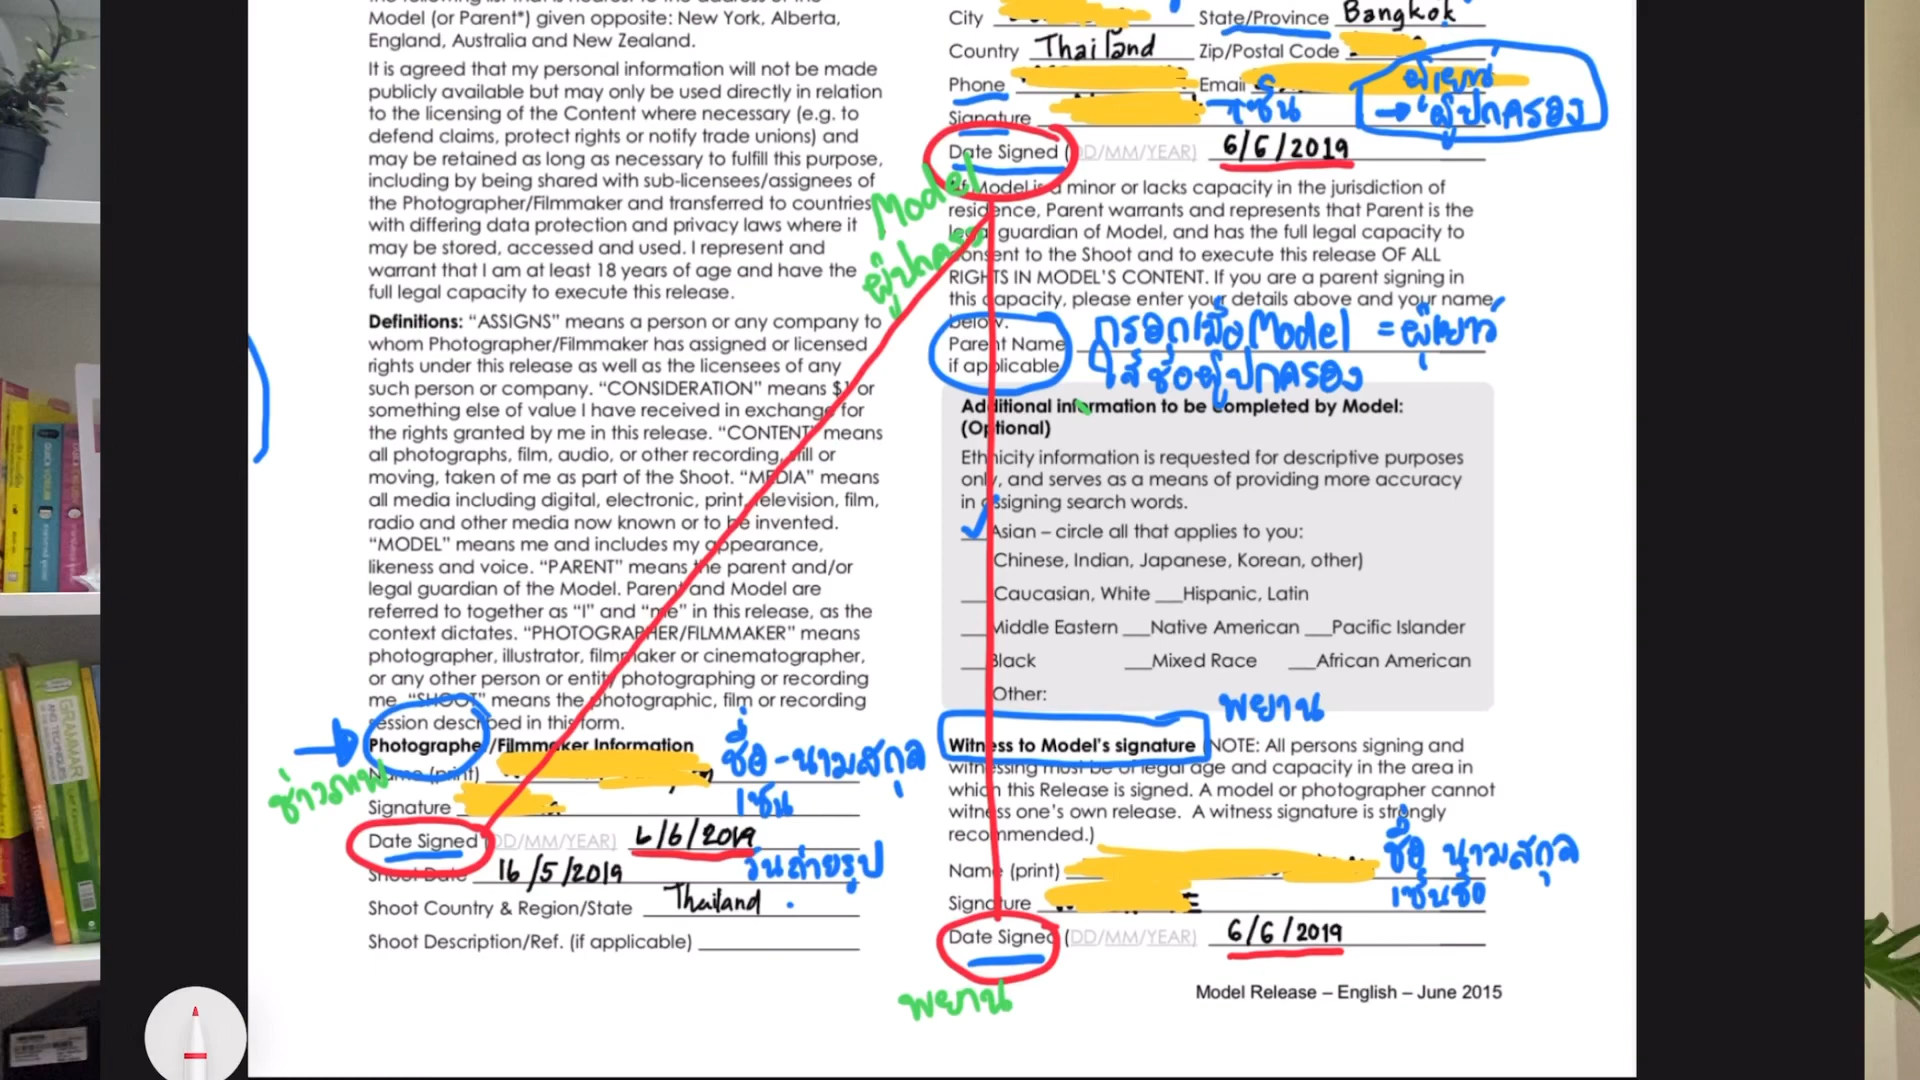 the following list that is nearest to the address of the
Model (or Parent*) given opposite: New York, Alberta,
England, Australia and New Zealand.
It is agreed that my personal information will not be made
publicly available but may only be used directly in relation
to the licensing of the Content where necessary (e.g. to
defend claims, protect rights or notify trade unions) and
may be retained as long as necessary to fulfill this purpose,
including by being shared with sub-licensees/assignees of
the Photographer/Filmmaker and transferred to countries
with differing data protection and privacy laws where it
may be stored, accessed and used. I represent and
warrant that I am at least 18 years of age and have the
full legal capacity to execute this release.
Definitions: “ASSIGNS” means a person or any company to
whom Photographer/Filmmaker has assigned or licensed
rights under this release as well as the licensees of any
such person or company. “CONSIDERATION” means $1 or
something else of value I have received in exchange for
the rights granted by me in this release. “CONTENT” means
all photographs, film, audio, or other recording, still or
moving, taken of me as part of the Shoot. “MEDIA” means
all media including digital, electronic, print, television, film,
radio and other media now known or to be invented.
“MODEL” means me and includes my appearance,
likeness and voice. “PARENT” means the parent and/or
legal guardian of the Model. Parent and Model are
referred to together as “I” and “me” in this release, as the
context dictates. “PHOTOGRAPHER/FILMMAKER” means
photographer, illustrator, filmmaker or cinematographer,
or any other person or entity photographing or recording
me. “SHOOT” means the photographic, film or recording
session described in this form.
Photographer/Filmmaker Information
Name (print) ชื่อ-นามสกุล
ช่างภาพ
Signature เซ็น
Date Signed (DD/MM/YEAR) 6/6/2019
Shoot Date 16/5/2019 วันถ่ายรูป
Shoot Country & Region/State Thailand
Shoot Description/Ref. (if applicable)
City State/Province Bangkok
Country Thailand Zip/Postal Code
Phone Email
ผู้เยาว์
→ ผู้ปกครอง
Signature เซ็น
Date Signed (DD/MM/YEAR) 6/6/2019
Model
ผู้ปกครอง
If Model is a minor or lacks capacity in the jurisdiction of
residence, Parent warrants and represents that Parent is the
legal guardian of Model, and has the full legal capacity to
consent to the Shoot and to execute this release OF ALL
RIGHTS IN MODEL’S CONTENT. If you are a parent signing in
this capacity, please enter your details above and your name
below.
กรอกเมื่อ Model = ผู้เยาว์
Parent Name
if applicable
ใส่ชื่อผู้ปกครอง
Additional information to be completed by Model:
(Optional)
Ethnicity information is requested for descriptive purposes
only, and serves as a means of providing more accuracy
in assigning search words.
Asian – circle all that applies to you:
Chinese, Indian, Japanese, Korean, other)
Caucasian, White ___Hispanic, Latin
Middle Eastern ___Native American ___Pacific Islander
Black ___Mixed Race ___African American
Other:
พยาน
Witness to Model’s signature (NOTE: All persons signing and
witnessing must be of legal age and capacity in the area in
which this Release is signed. A model or photographer cannot
witness one’s own release. A witness signature is strongly
recommended.)
Name (print) ชื่อ นามสกุล
Signature เซ็นชื่อ
Date Signed (DD/MM/YEAR) 6/6/2019
พยาน
Model Release – English – June 2015
GRAMMAR